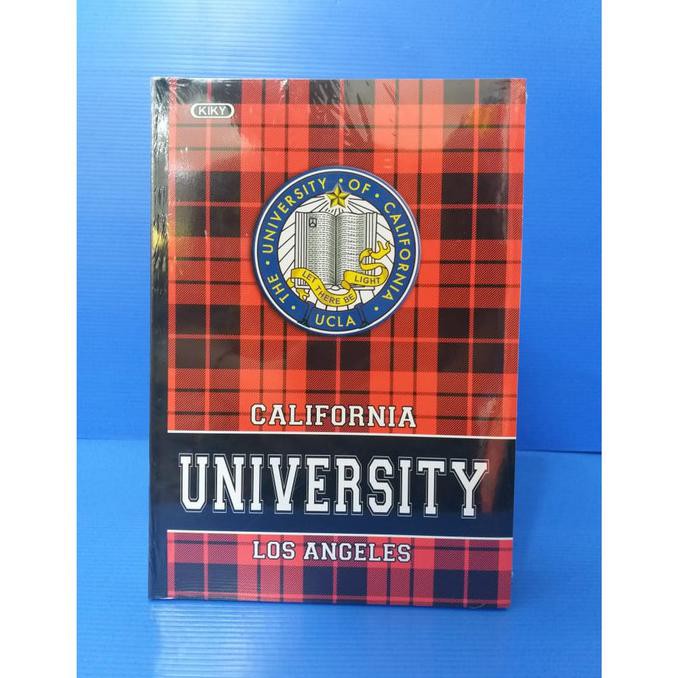 KIKY
THE · UNIVERSITY · OF · CALIFORNIA ·
LET THERE BE LIGHT
UCLA
CALIFORNIA
UNIVERSITY
LOS ANGELES